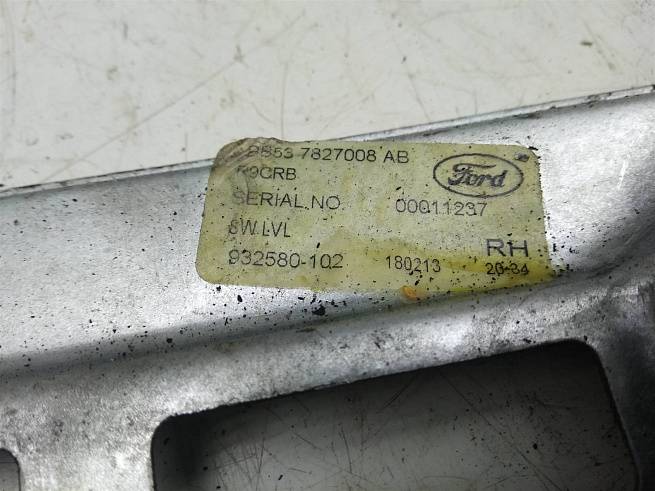 7827008 AB
Ford
SERIAL NO. 00011237
SW LVL
RH
932580-102 180213 20:34